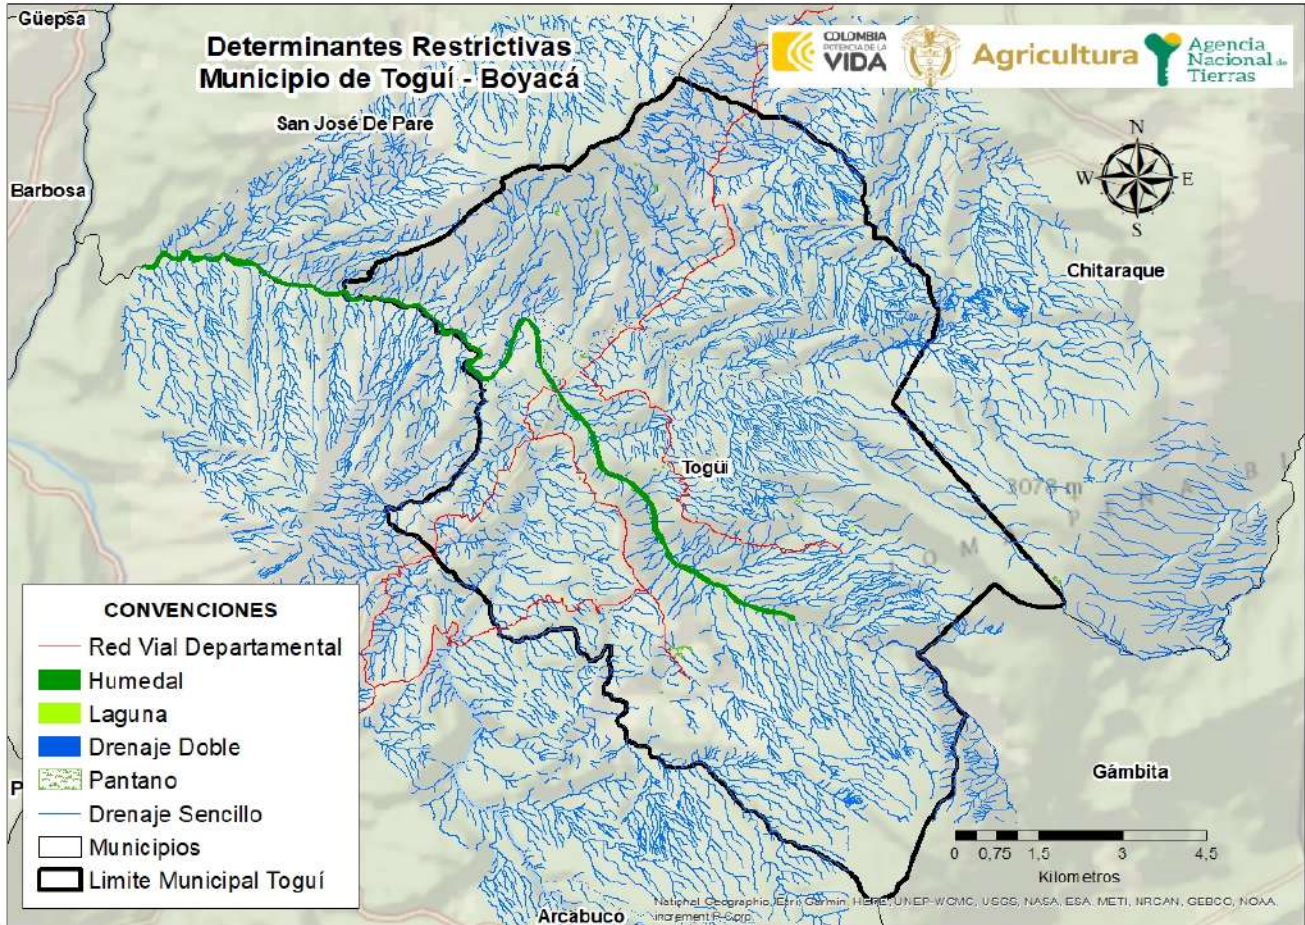 Güepsa
Determinantes Restrictivas
Municipio de Toguí - Boyacá
COLOMBIA
POTENCIA DE LA
VIDA
Agricultura
Agencia
Nacional de
Tierras
San José De Pare
N
W
E
S
Barbosa
Chitaraque
Togüi
3078 m
CONVENCIONES
Red Vial Departamental
Humedal
Laguna
Drenaje Doble
Pantano
Drenaje Sencillo
Municipios
Limite Municipal Toguí
P
Gámbita
0 0,75 1,5 3 4,5
Kilometros
Arcabuco
National Geographic, Esri, Garmin, HERE, UNEP-WCMC, USGS, NASA, ESA, METI, NRCAN, GEBCO, NOAA,
increment P Corp.